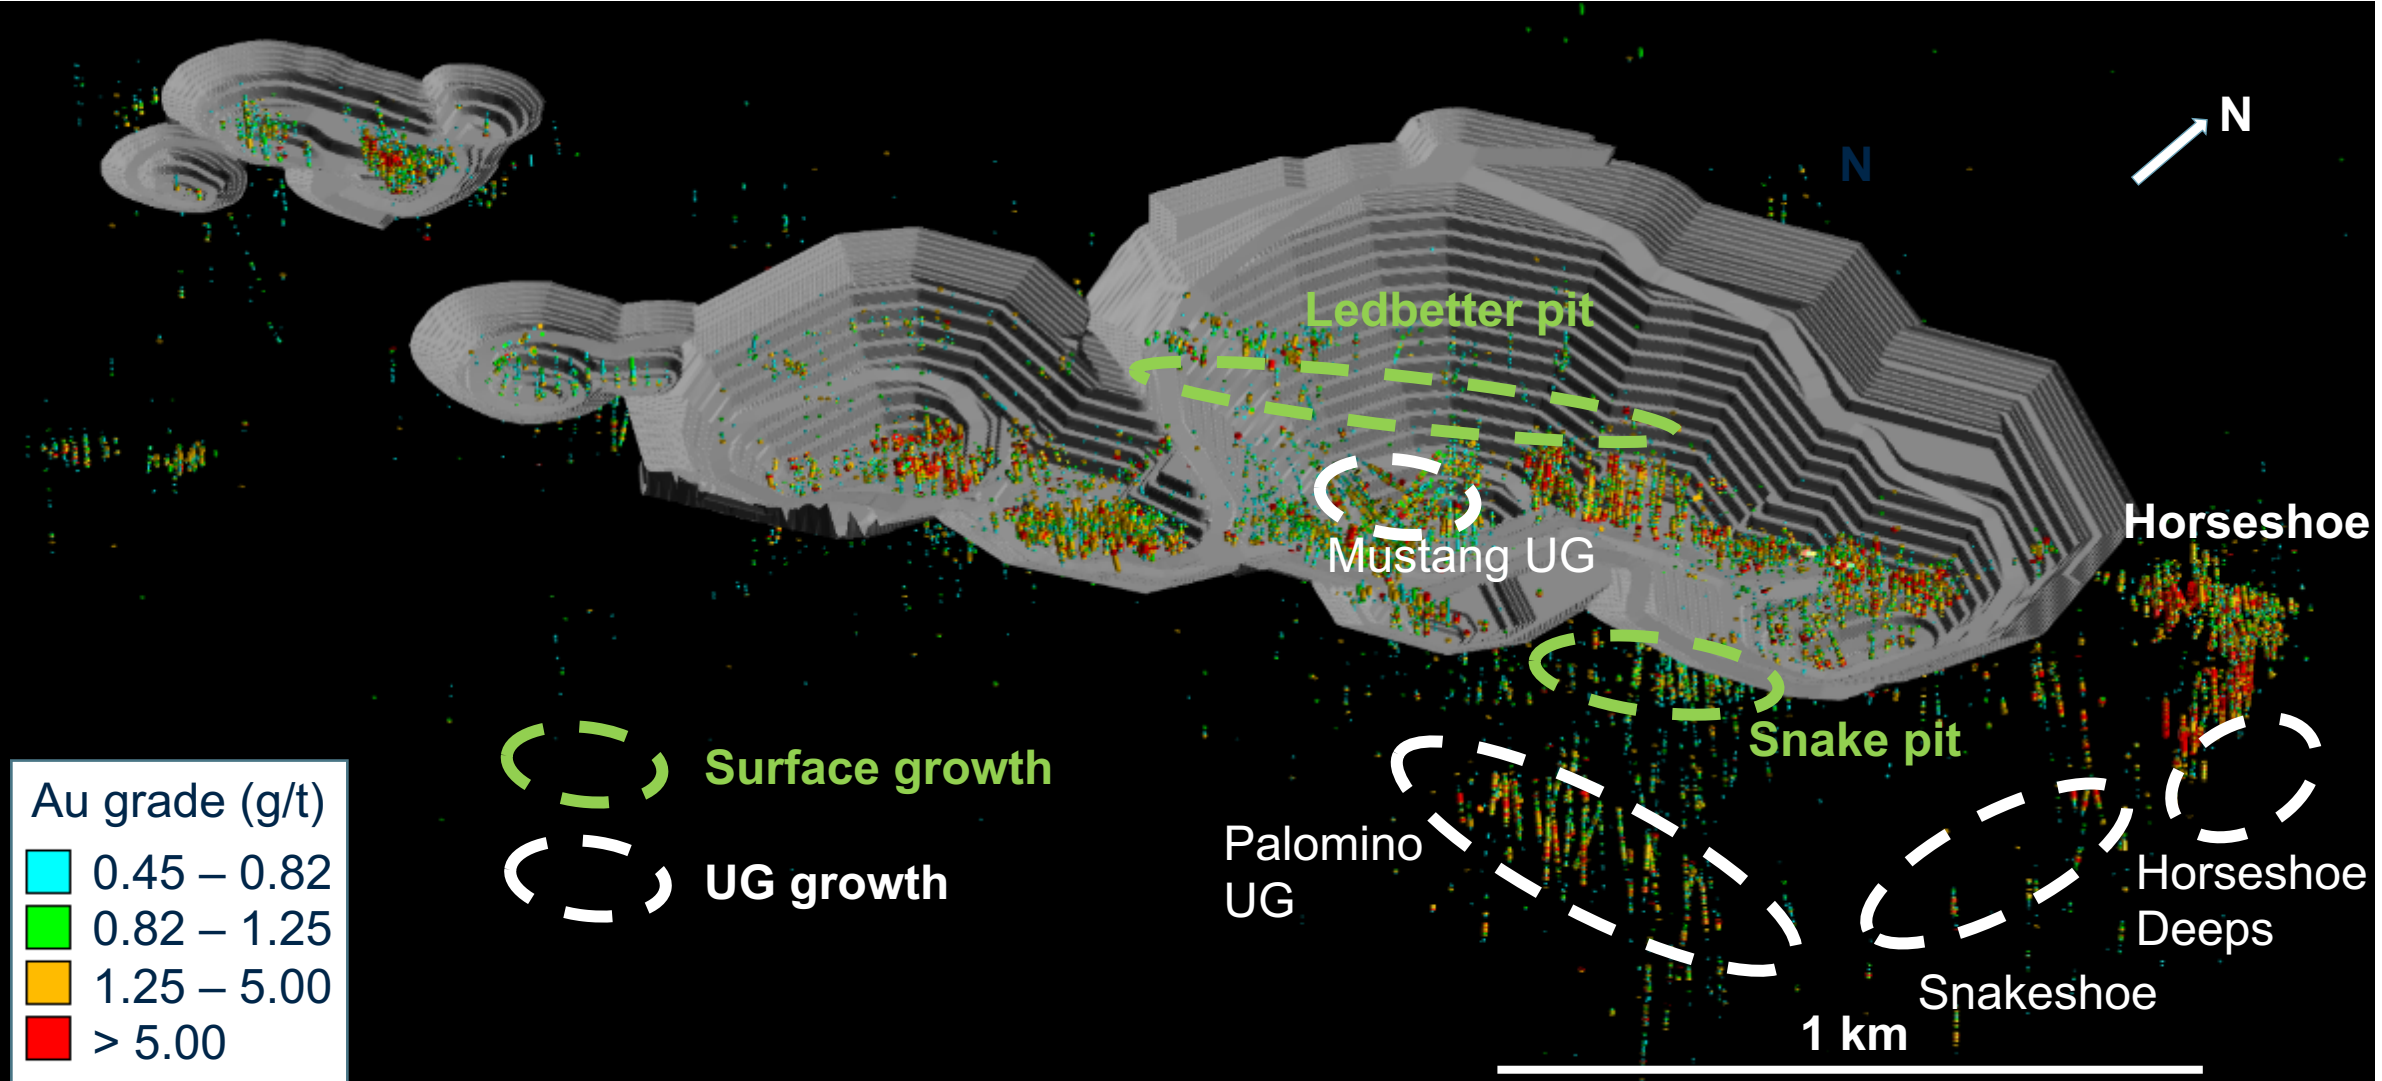 N
N
Ledbetter pit
Horseshoe
Mustang UG
Snake pit
Surface growth
UG growth
Palomino
UG
Horseshoe
Deeps
Snakeshoe
1 km
Au grade (g/t)
0.45 – 0.82
0.82 – 1.25
1.25 – 5.00
> 5.00